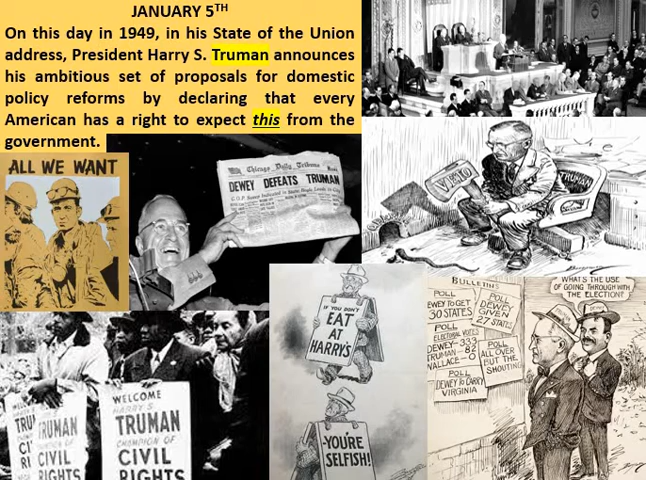 JANUARY 5TH
On this day in 1949, in his State of the Union
address, President Harry S. Truman announces
his ambitious set of proposals for domestic
policy reforms by declaring that every
American has a right to expect this from the
government.
ALL WE WANT
Chicago Daily Tribune
DEWEY DEFEATS TRUMAN
VETO
TRUMAN
IF YOU DON'T
EAT
AT
HARRY'S
-YOU'RE
SELFISH!
BULLETINS
WHAT'S THE USE
OF GOING THROUGH WITH
THE ELECTION?
POLL
DEWEY TO GET
30 STATES
POLL
DEWEY
GIVEN
27 STATES
POLL
ELECTORAL VOTES
DEWEY-333
TRUMAN-82
WALLACE-0
POLL
ALL OVER
BUT THE
SHOUTING
POLL
DEWEY TO CARRY
VIRGINIA
TRUMAN
CIVIL
RIGHTS
WELCOME
HARRY S
TRUMAN
CHAMPION OF
CIVIL
RIGHTS